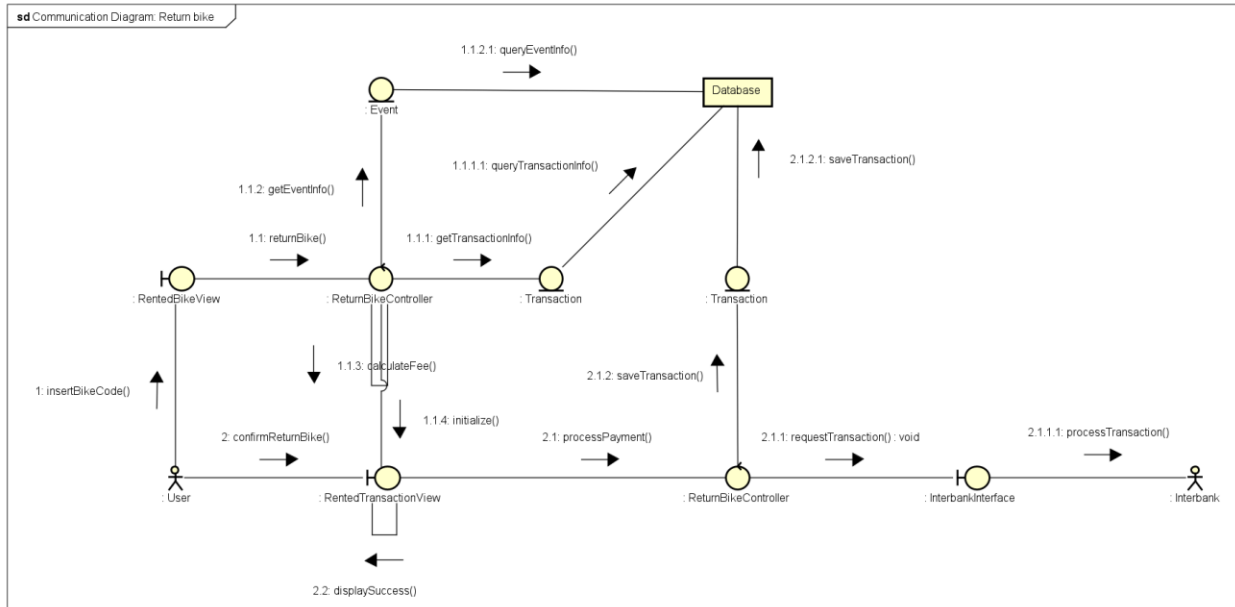 sd Communication Diagram: Return bike
1.1.2.1: queryEventInfo()
Database
: Event
1.1.1.1: queryTransactionInfo()
2.1.2.1: saveTransaction()
1.1.2: getEventInfo()
1.1: returnBike()
1.1.1: getTransactionInfo()
: RentedBikeView
: ReturnBikeController
: Transaction
: Transaction
1.1.3: calculateFee()
2.1.2: saveTransaction()
1: insertBikeCode()
1.1.4: initialize()
2: confirmReturnBike()
2.1: processPayment()
2.1.1: requestTransaction() : void
2.1.1.1: processTransaction()
: User
: RentedTransactionView
: ReturnBikeController
: InterbankInterface
: Interbank
2.2: displaySuccess()